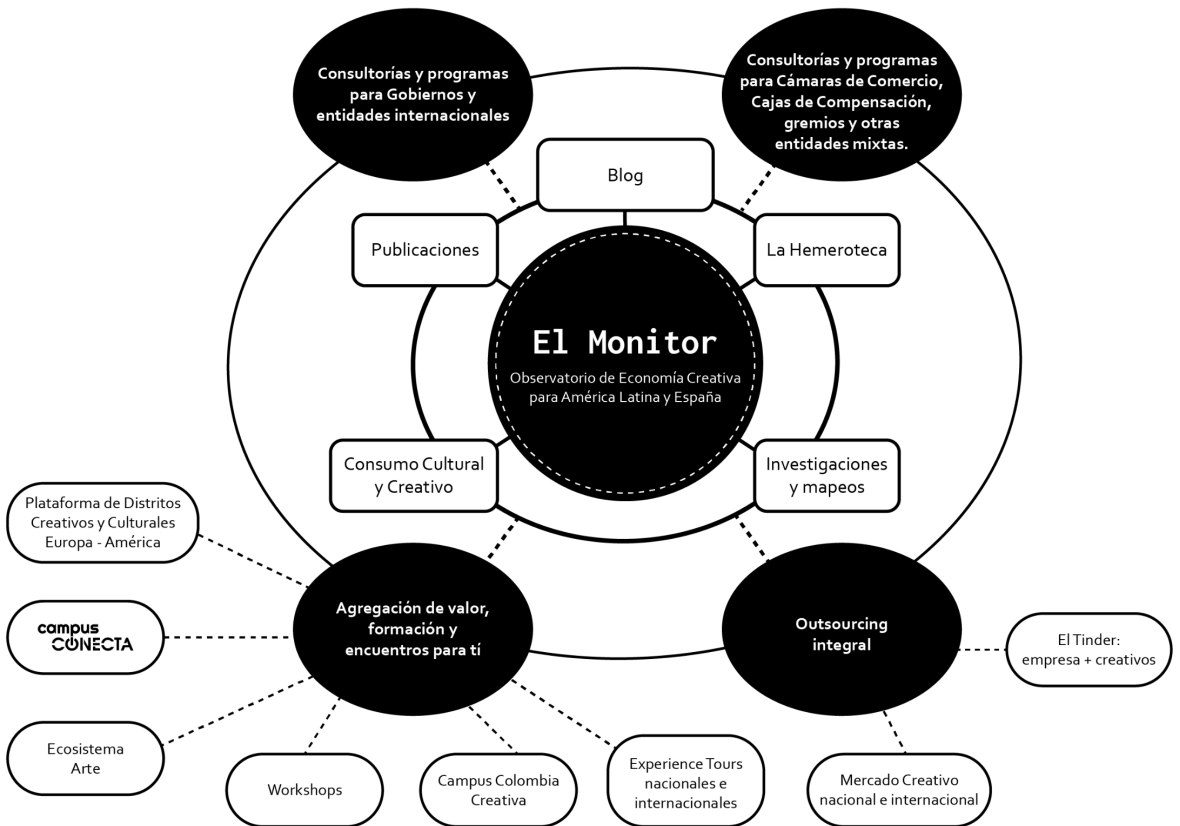 Consultorías y programas
para Gobiernos y
entidades internacionales
Consultorías y programas
para Cámaras de Comercio,
Cajas de Compensación,
gremios y otras
entidades mixtas.
Blog
Publicaciones
La Hemeroteca
El Monitor
Observatorio de Economía Creativa
para América Latina y España
Consumo Cultural
y Creativo
Investigaciones
y mapeos
Plataforma de Distritos
Creativos y Culturales
Europa - América
campus
CONECTA
Agregación de valor,
formación y
encuentros para tí
Outsourcing
integral
El Tinder:
empresa + creativos
Ecosistema
Arte
Workshops
Campus Colombia
Creativa
Experience Tours
nacionales e
internacionales
Mercado Creativo
nacional e internacional